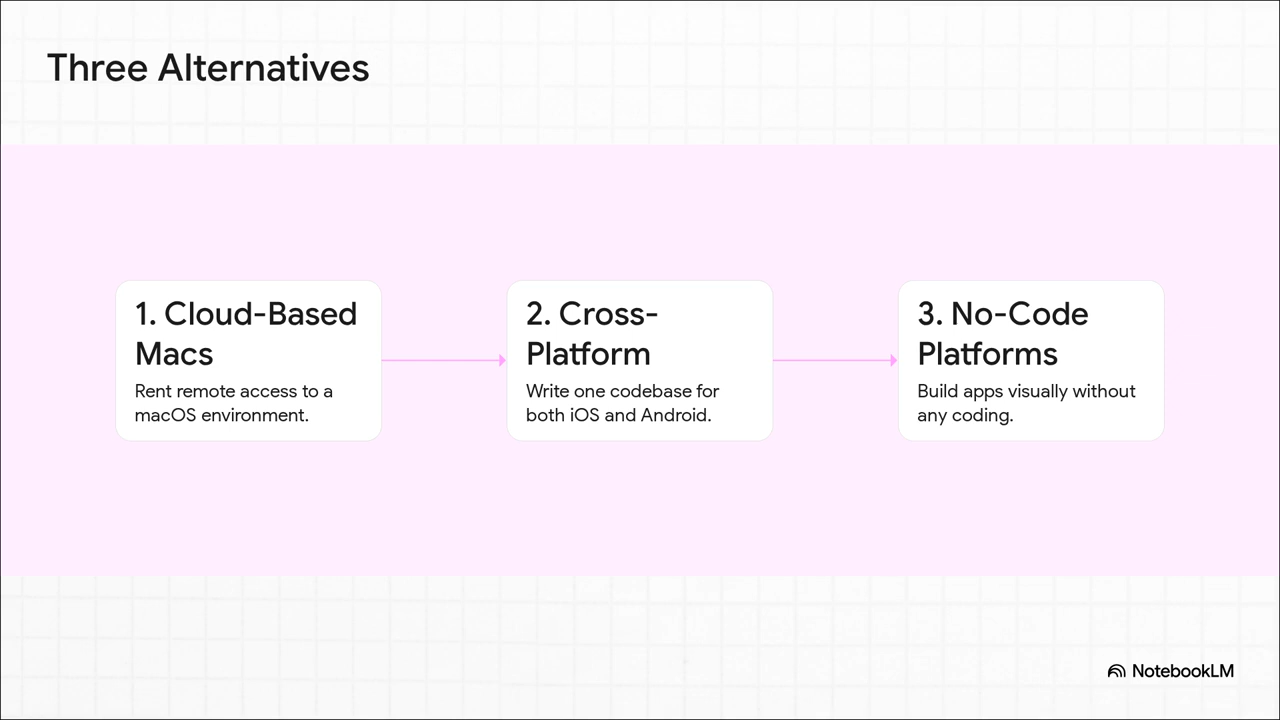 Three Alternatives
1. Cloud-Based
Macs
Rent remote access to a
macOS environment.
2. Cross-
Platform
Write one codebase for
both iOS and Android.
3. No-Code
Platforms
Build apps visually without
any coding.
NotebookLM